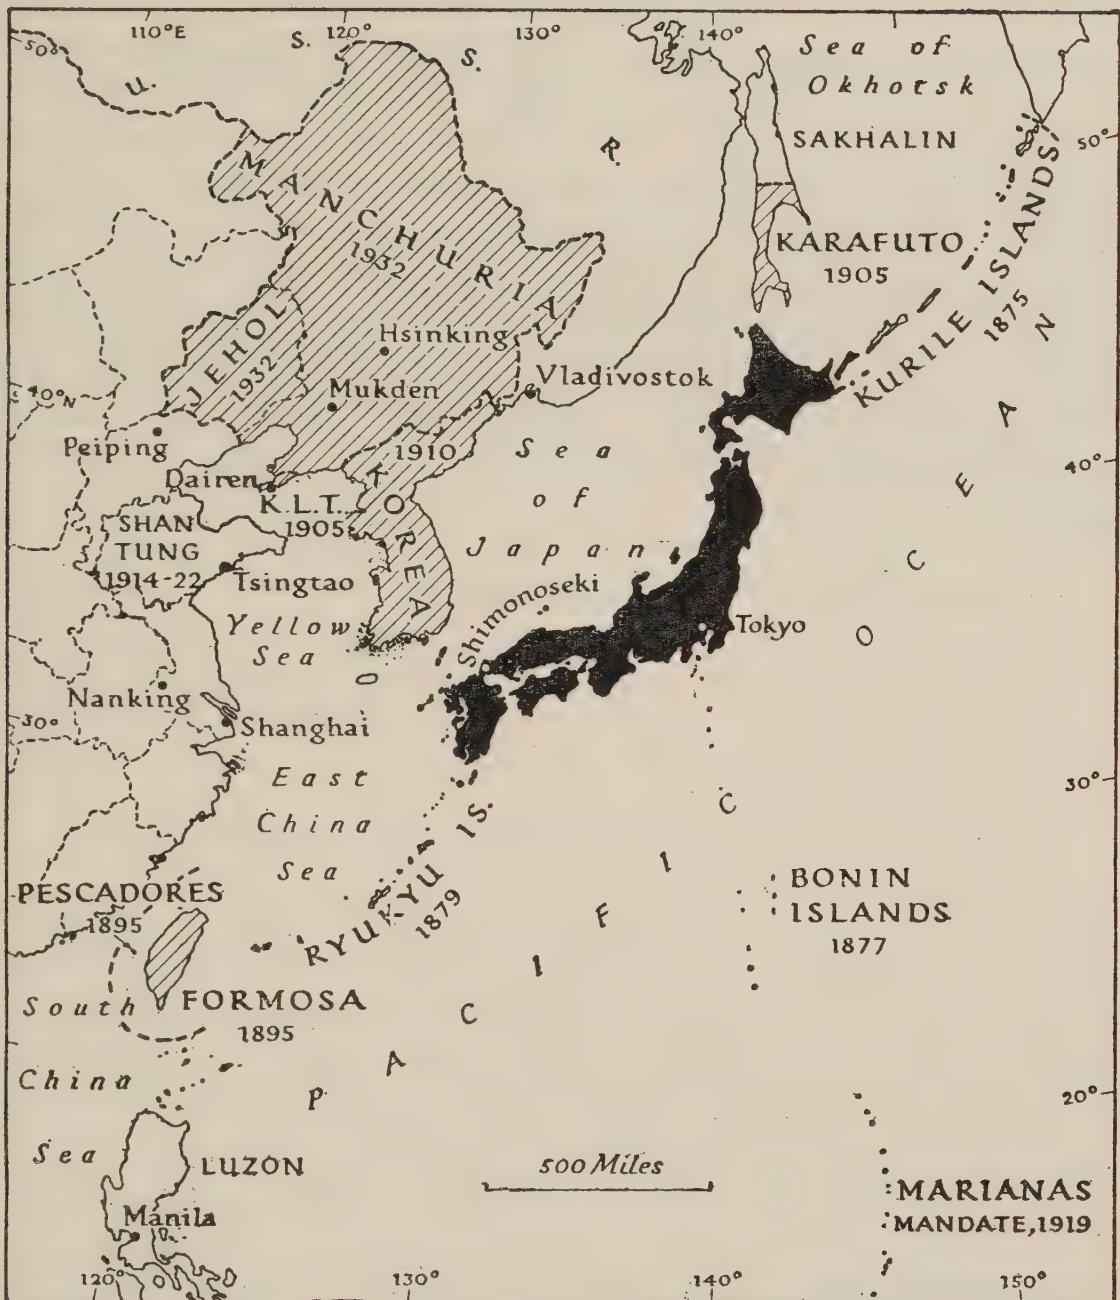 110°E
120°
130°
140°
50°
U. S. S. R.
Sea of
Okhotsk
SAKHALIN
50°
MANCHURIA
1932
KARAFUTO
1905
KURILE ISLANDS
1875
JEHOL
1932
Hsinking
Mukden
Vladivostok
40°N
Peiping
Dairen
K.L.T.
1905
1910
KOREA
Sea
of
Japan
40°
SHAN
TUNG
1914-22
Tsingtao
Yellow
Sea
Shimonoseki
Tokyo
Nanking
30°
Shanghai
East
China
Sea
30°
RYUKYU IS.
1879
PACIFIC OCEAN
BONIN
ISLANDS
1877
PESCADORES
1895
FORMOSA
1895
South
China
Sea
20°
LUZON
500 Miles
Manila
MARIANAS
MANDATE, 1919
120°
130°
140°
150°